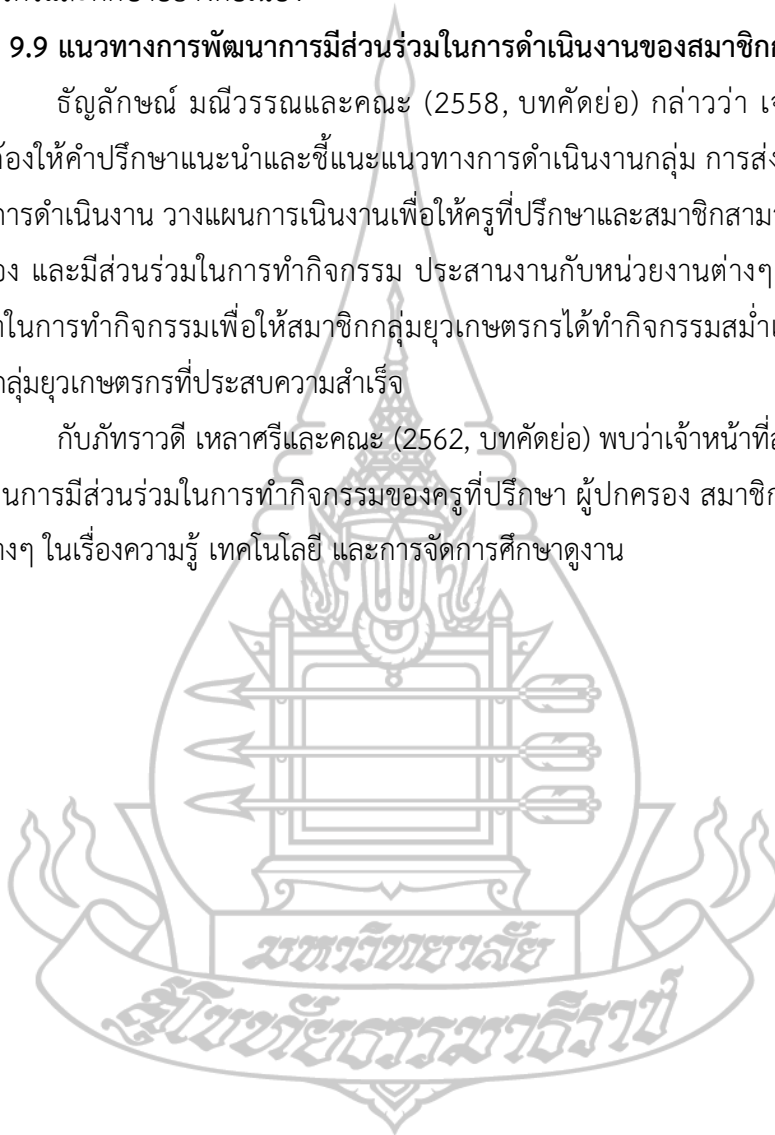 9.9 แนวทางการพัฒนาการมีส่วนร่วมในการดำเนินงานของสมาชิก
ธัญลักษณ์ มณีวรรณและคณะ (2558, บทคัดย่อ) กล่าวว่า
ต้องให้คำปรึกษาแนะนำและชี้แนะแนวทางการดำเนินงานกลุ่ม
การดำเนินงาน วางแผนการเนินงานเพื่อให้ครูที่ปรึกษาและสมาชิก
และมีส่วนร่วมในการทำกิจกรรม ประสานงานกับหน่วยงานต่างๆ
ในการทำกิจกรรมเพื่อให้สมาชิกกลุ่มยุวเกษตรกรได้ทำกิจกรรม
กลุ่มยุวเกษตรกรที่ประสบความสำเร็จ
กับภัทราวดี เหลาศรีและคณะ (2562, บทคัดย่อ) พบว่าเจ้าหน้าที่
การมีส่วนร่วมในการทำกิจกรรมของครูที่ปรึกษา ผู้ปกครอง สมาชิก
ต่างๆ ในเรื่องความรู้ เทคโนโลยี และการจัดการศึกษาดูงาน
มหาวิทยาลัย
สุโขทัยธรรมาธิราช